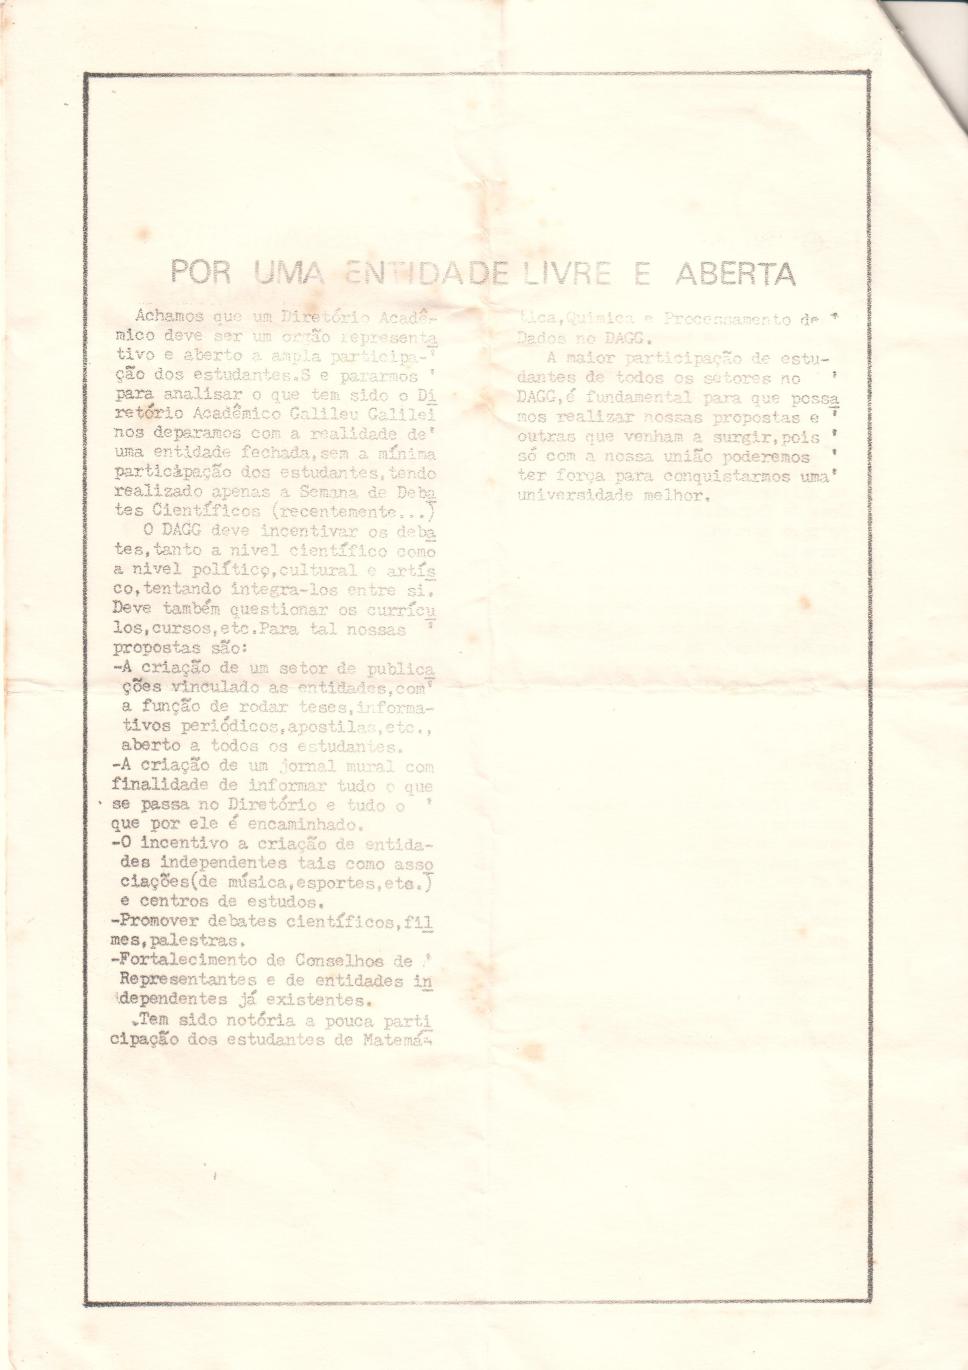 POR UMA ENTIDADE LIVRE E ABERTA
Achamos que um Diretório Acadê-
mico deve ser um orgão representa
tivo e aberto a ampla participa-'
ção dos estudantes.S e pararmos '
para analisar o que tem sido o Di
retório Acadêmico Galileu Galilei
nos deparamos com a realidade de'
uma entidade fechada,sem a mínima
participação dos estudantes,tendo
realizado apenas a Semana de Deba
tes Científicos (recentemente...)
O DAGG deve incentivar os deba
tes,tanto a nivel científico como
a nivel político,cultural e artís
co,tentando integra-los entre si.
Deve também questionar os currícu
los,cursos,etc.Para tal nossas '
propostas são:
-A criação de um setor de publica
ções vinculado as entidades,com'
a função de rodar teses,informa-
tivos periódicos,apostilas,etc.,
aberto a todos os estudantes.
-A criação de um jornal mural com
finalidade de informar tudo o que
se passa no Diretório e tudo o '
que por ele é encaminhado.
-O incentivo a criação de entida-
des independentes tais como asso
ciações(de música,esportes,etc.)
e centros de estudos.
-Promover debates científicos,fil
mes,palestras.
-Fortalecimento de Conselhos de '
Representantes e de entidades in
dependentes já existentes.
.Tem sido notória a pouca parti
cipação dos estudantes de Matemá-
tica,Química e Processamento de '
Dados no DAGG.
A maior participação de estu-
dantes de todos os setores no '
DAGG,é fundamental para que possa
mos realizar nossas propostas e '
outras que venham a surgir,pois '
só com a nossa união poderemos '
ter força para conquistarmos uma'
universidade melhor.